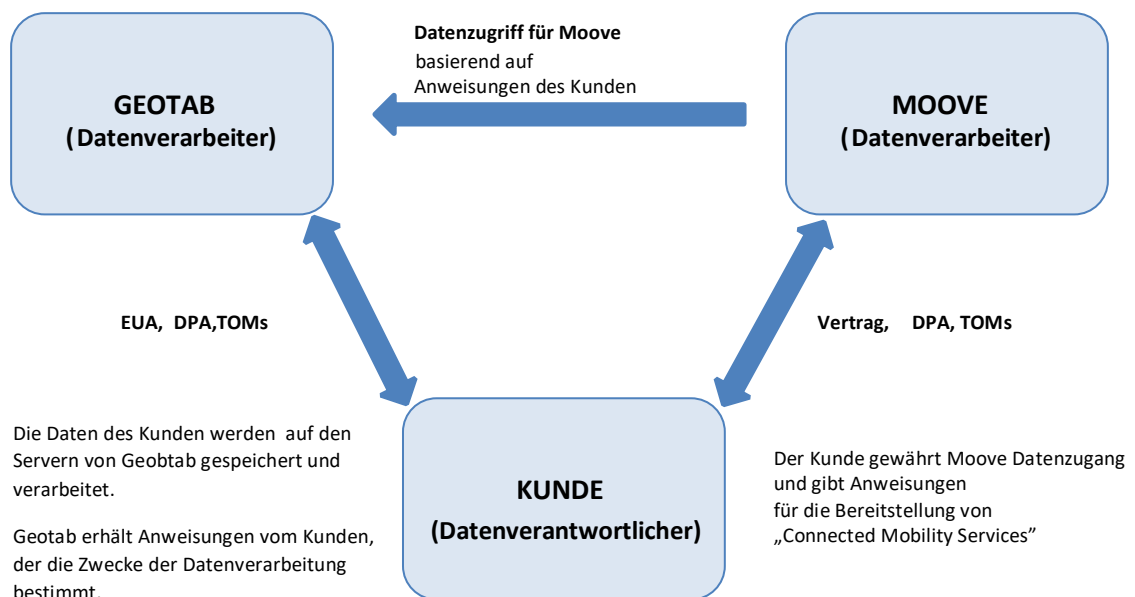 Datenzugriff für Moove
basierend auf
Anweisungen des Kunden
GEOTAB
(Datenverarbeiter)
MOOVE
(Datenverarbeiter)
EUA, DPA,TOMs
Vertrag, DPA, TOMs
Die Daten des Kunden werden auf den
Servern von Geobtab gespeichert und
verarbeitet.
Geotab erhält Anweisungen vom Kunden,
der die Zwecke der Datenverarbeitung
bestimmt.
KUNDE
(Datenverantwortlicher)
Der Kunde gewährt Moove Datenzugang
und gibt Anweisungen
für die Bereitstellung von
„Connected Mobility Services”